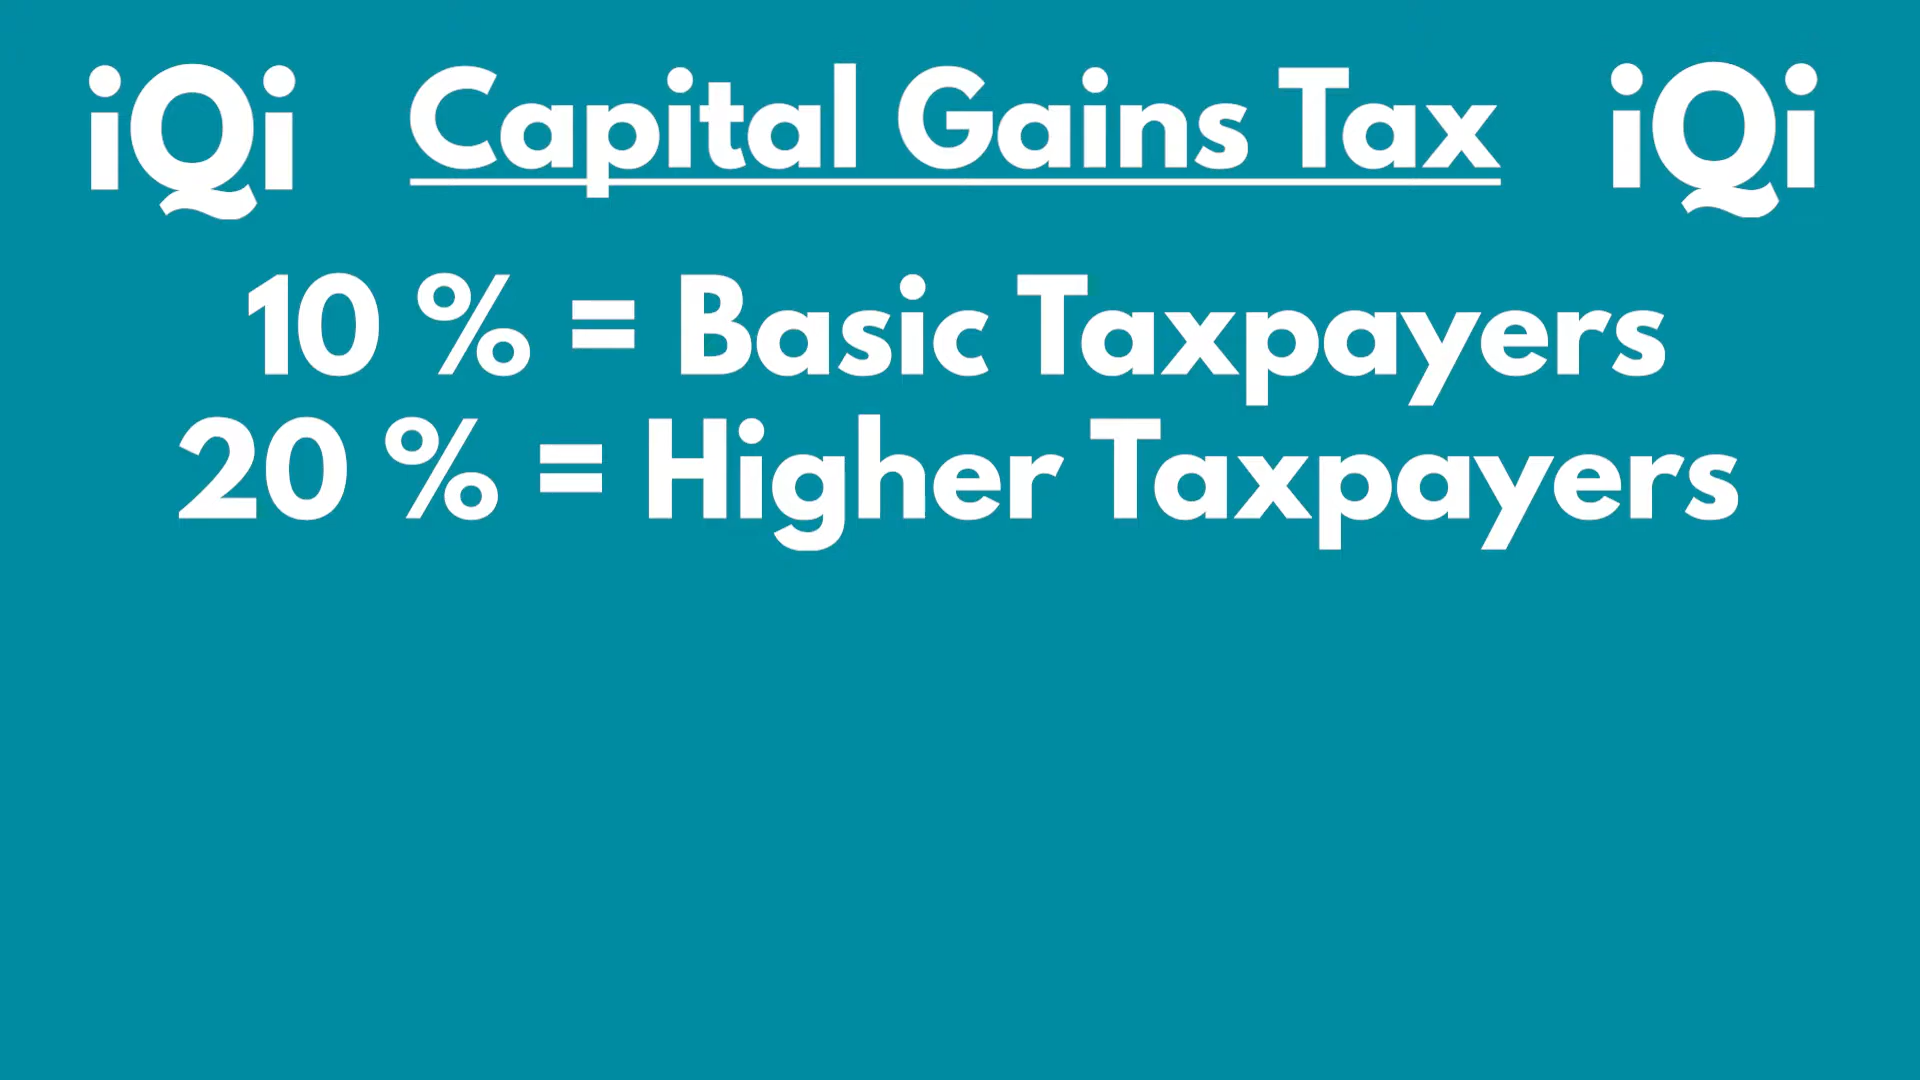 iQi Capital Gains Tax iQi
10 % = Basic Taxpayers
20 % = Higher Taxpayers